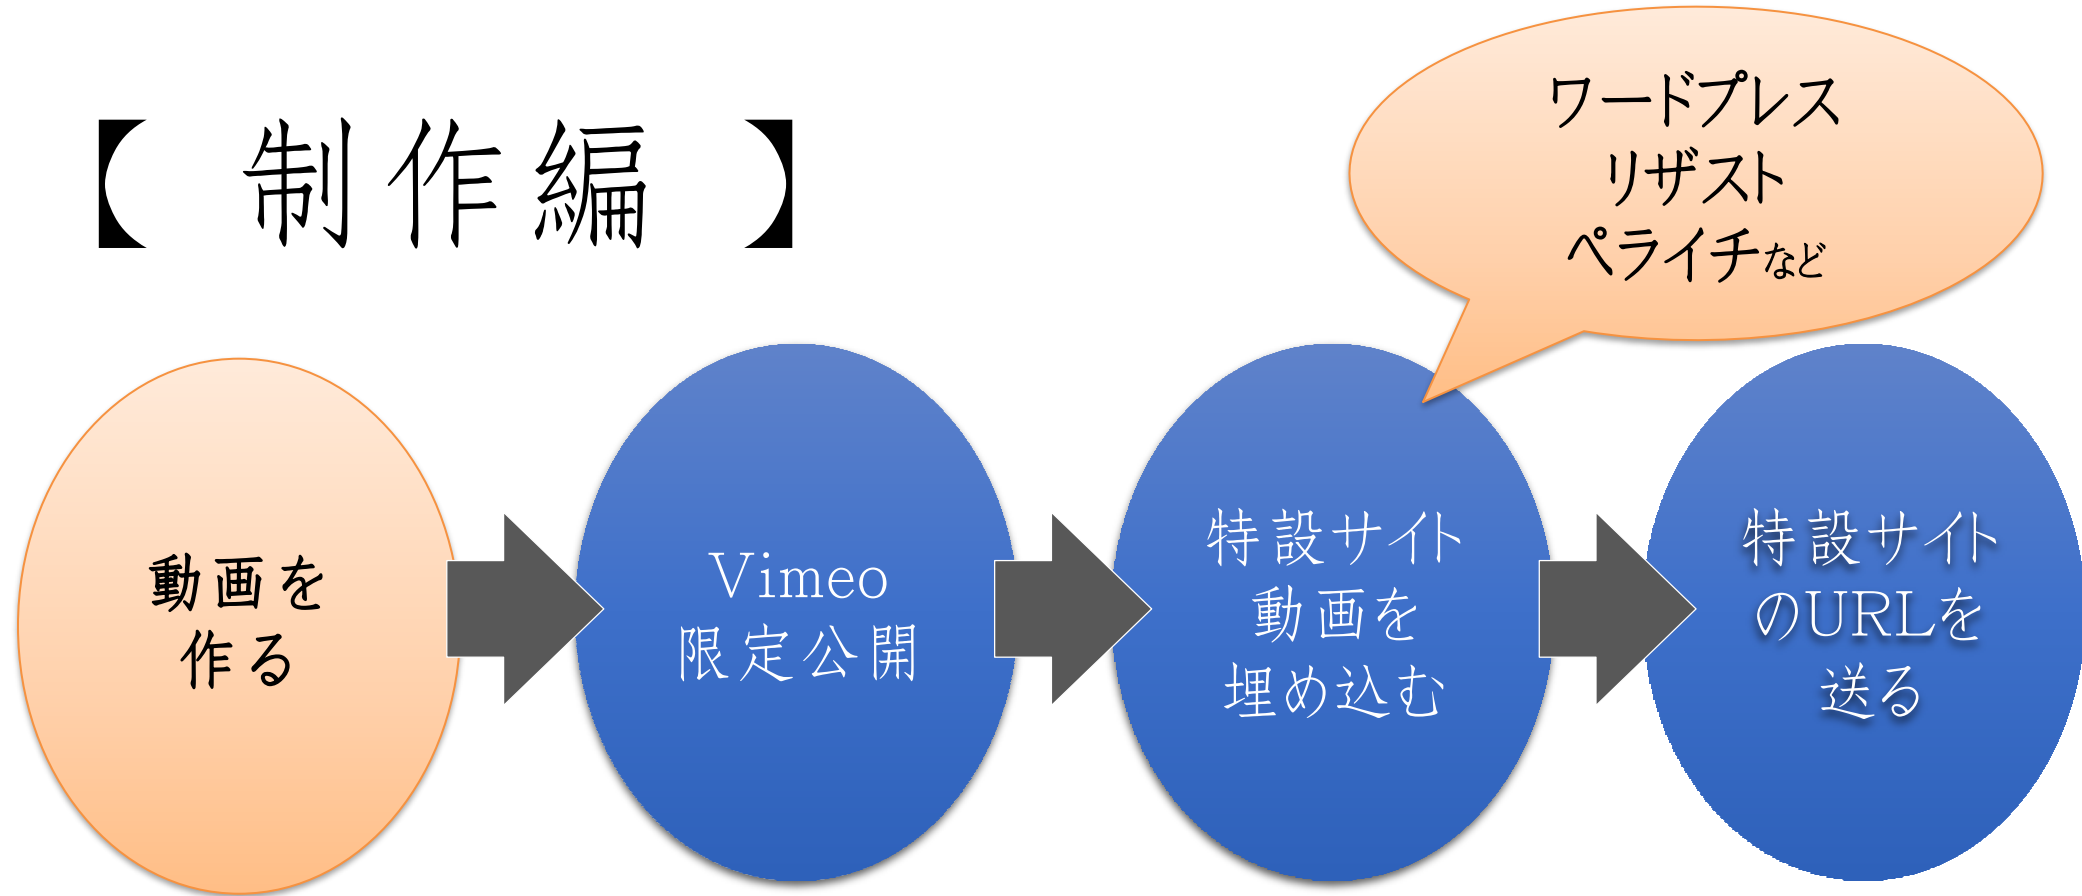 【 制作編 】
ワードプレス
リザスト
ペライチなど
動画を
作る
Vimeo
限定公開
特設サイト
動画を
埋め込む
特設サイト
のURLを
送る